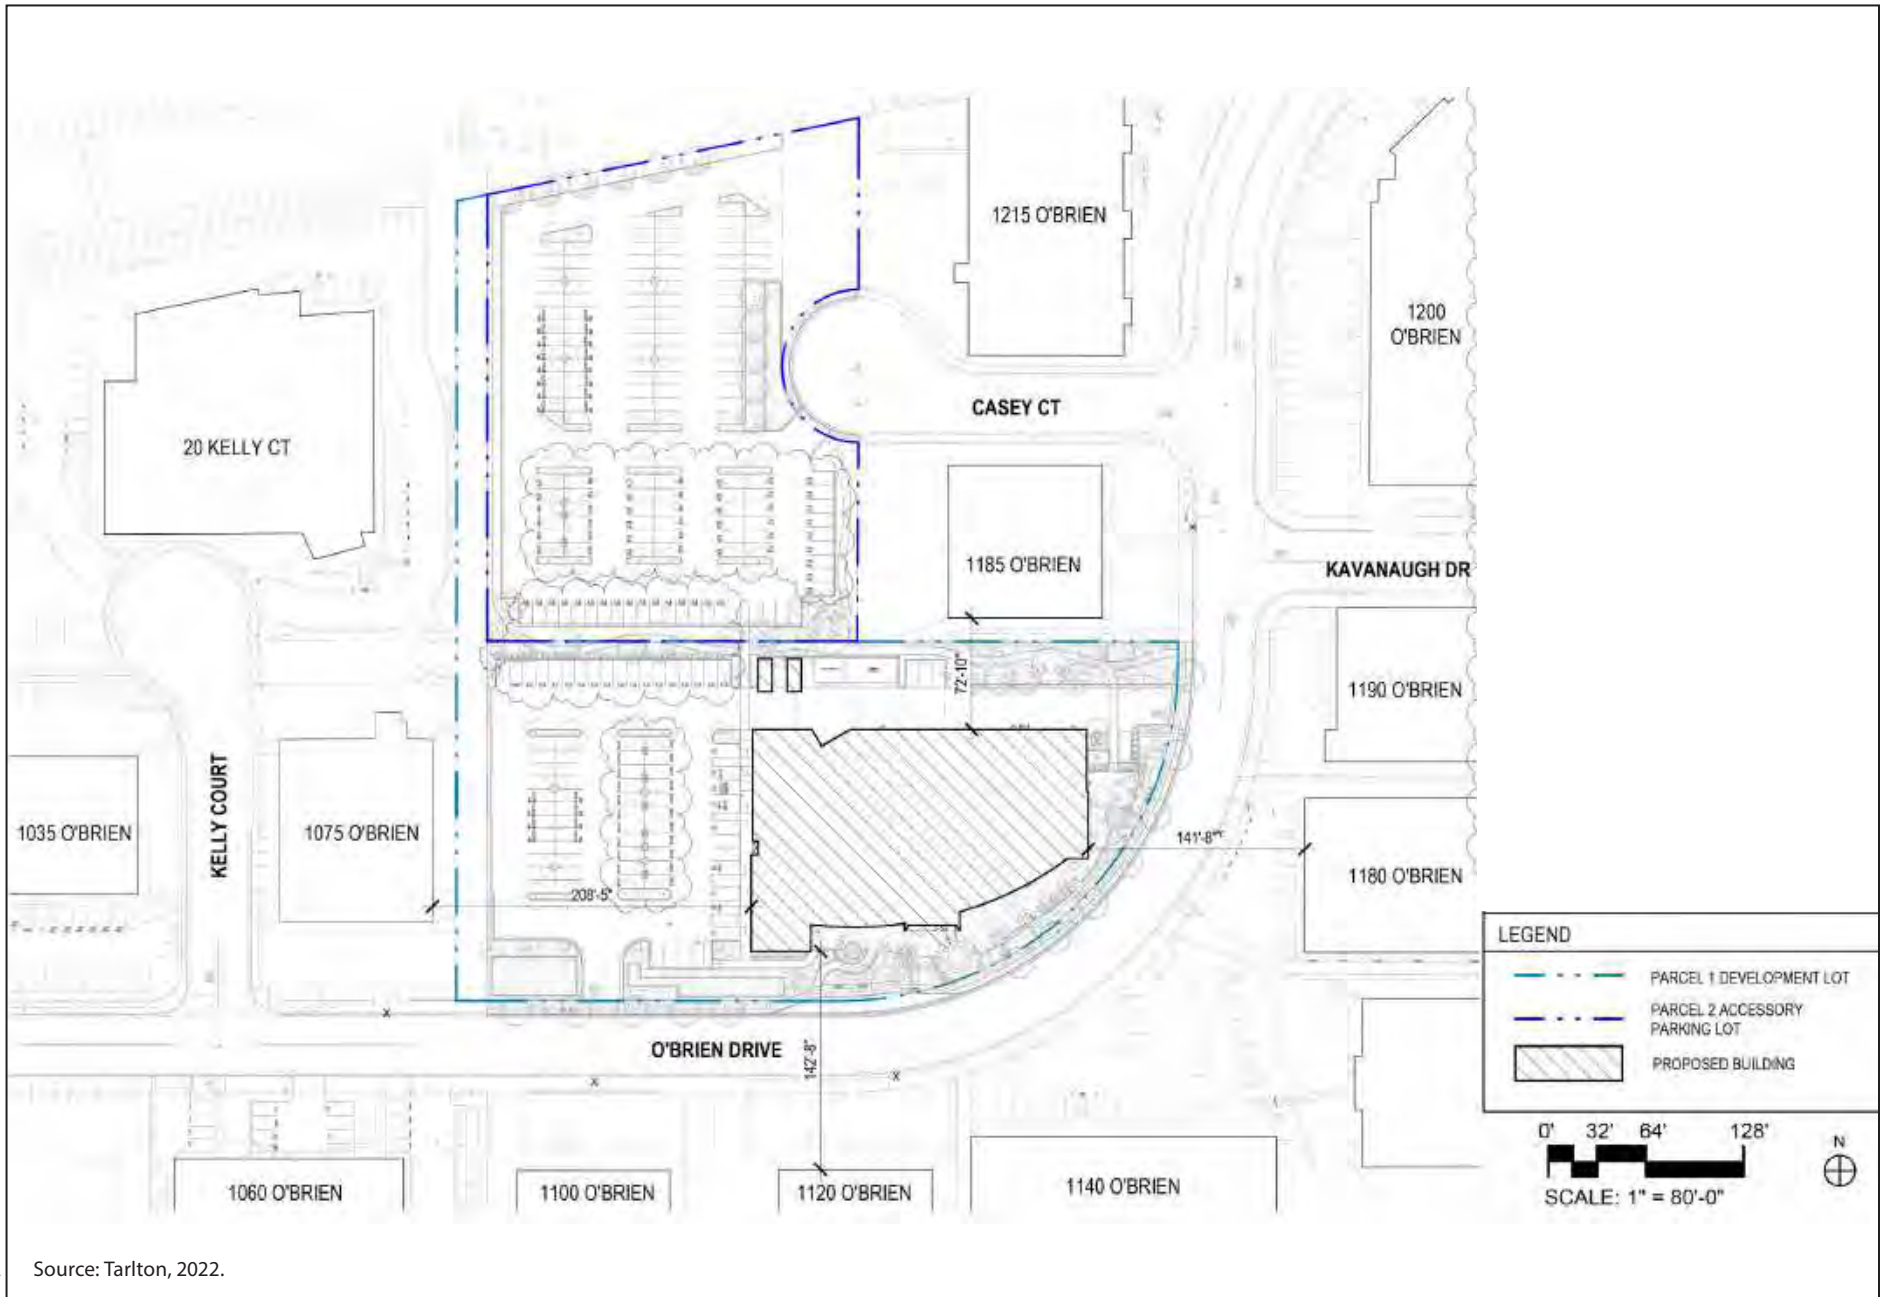 1215 O'BRIEN
1200
O'BRIEN
CASEY CT
20 KELLY CT
1185 O'BRIEN
KAVANAUGH DR
72'-10"
1190 O'BRIEN
KELLY COURT
1035 O'BRIEN
1075 O'BRIEN
141'-8"
1180 O'BRIEN
208'-5"
LEGEND
PARCEL 1 DEVELOPMENT LOT
PARCEL 2 ACCESSORY
PARKING LOT
PROPOSED BUILDING
X
O'BRIEN DRIVE
142'-8"
X
X
0' 32' 64' 128'
N
SCALE: 1" = 80'-0"
1060 O'BRIEN
1100 O'BRIEN
1120 O'BRIEN
1140 O'BRIEN
Source: Tarlton, 2022.